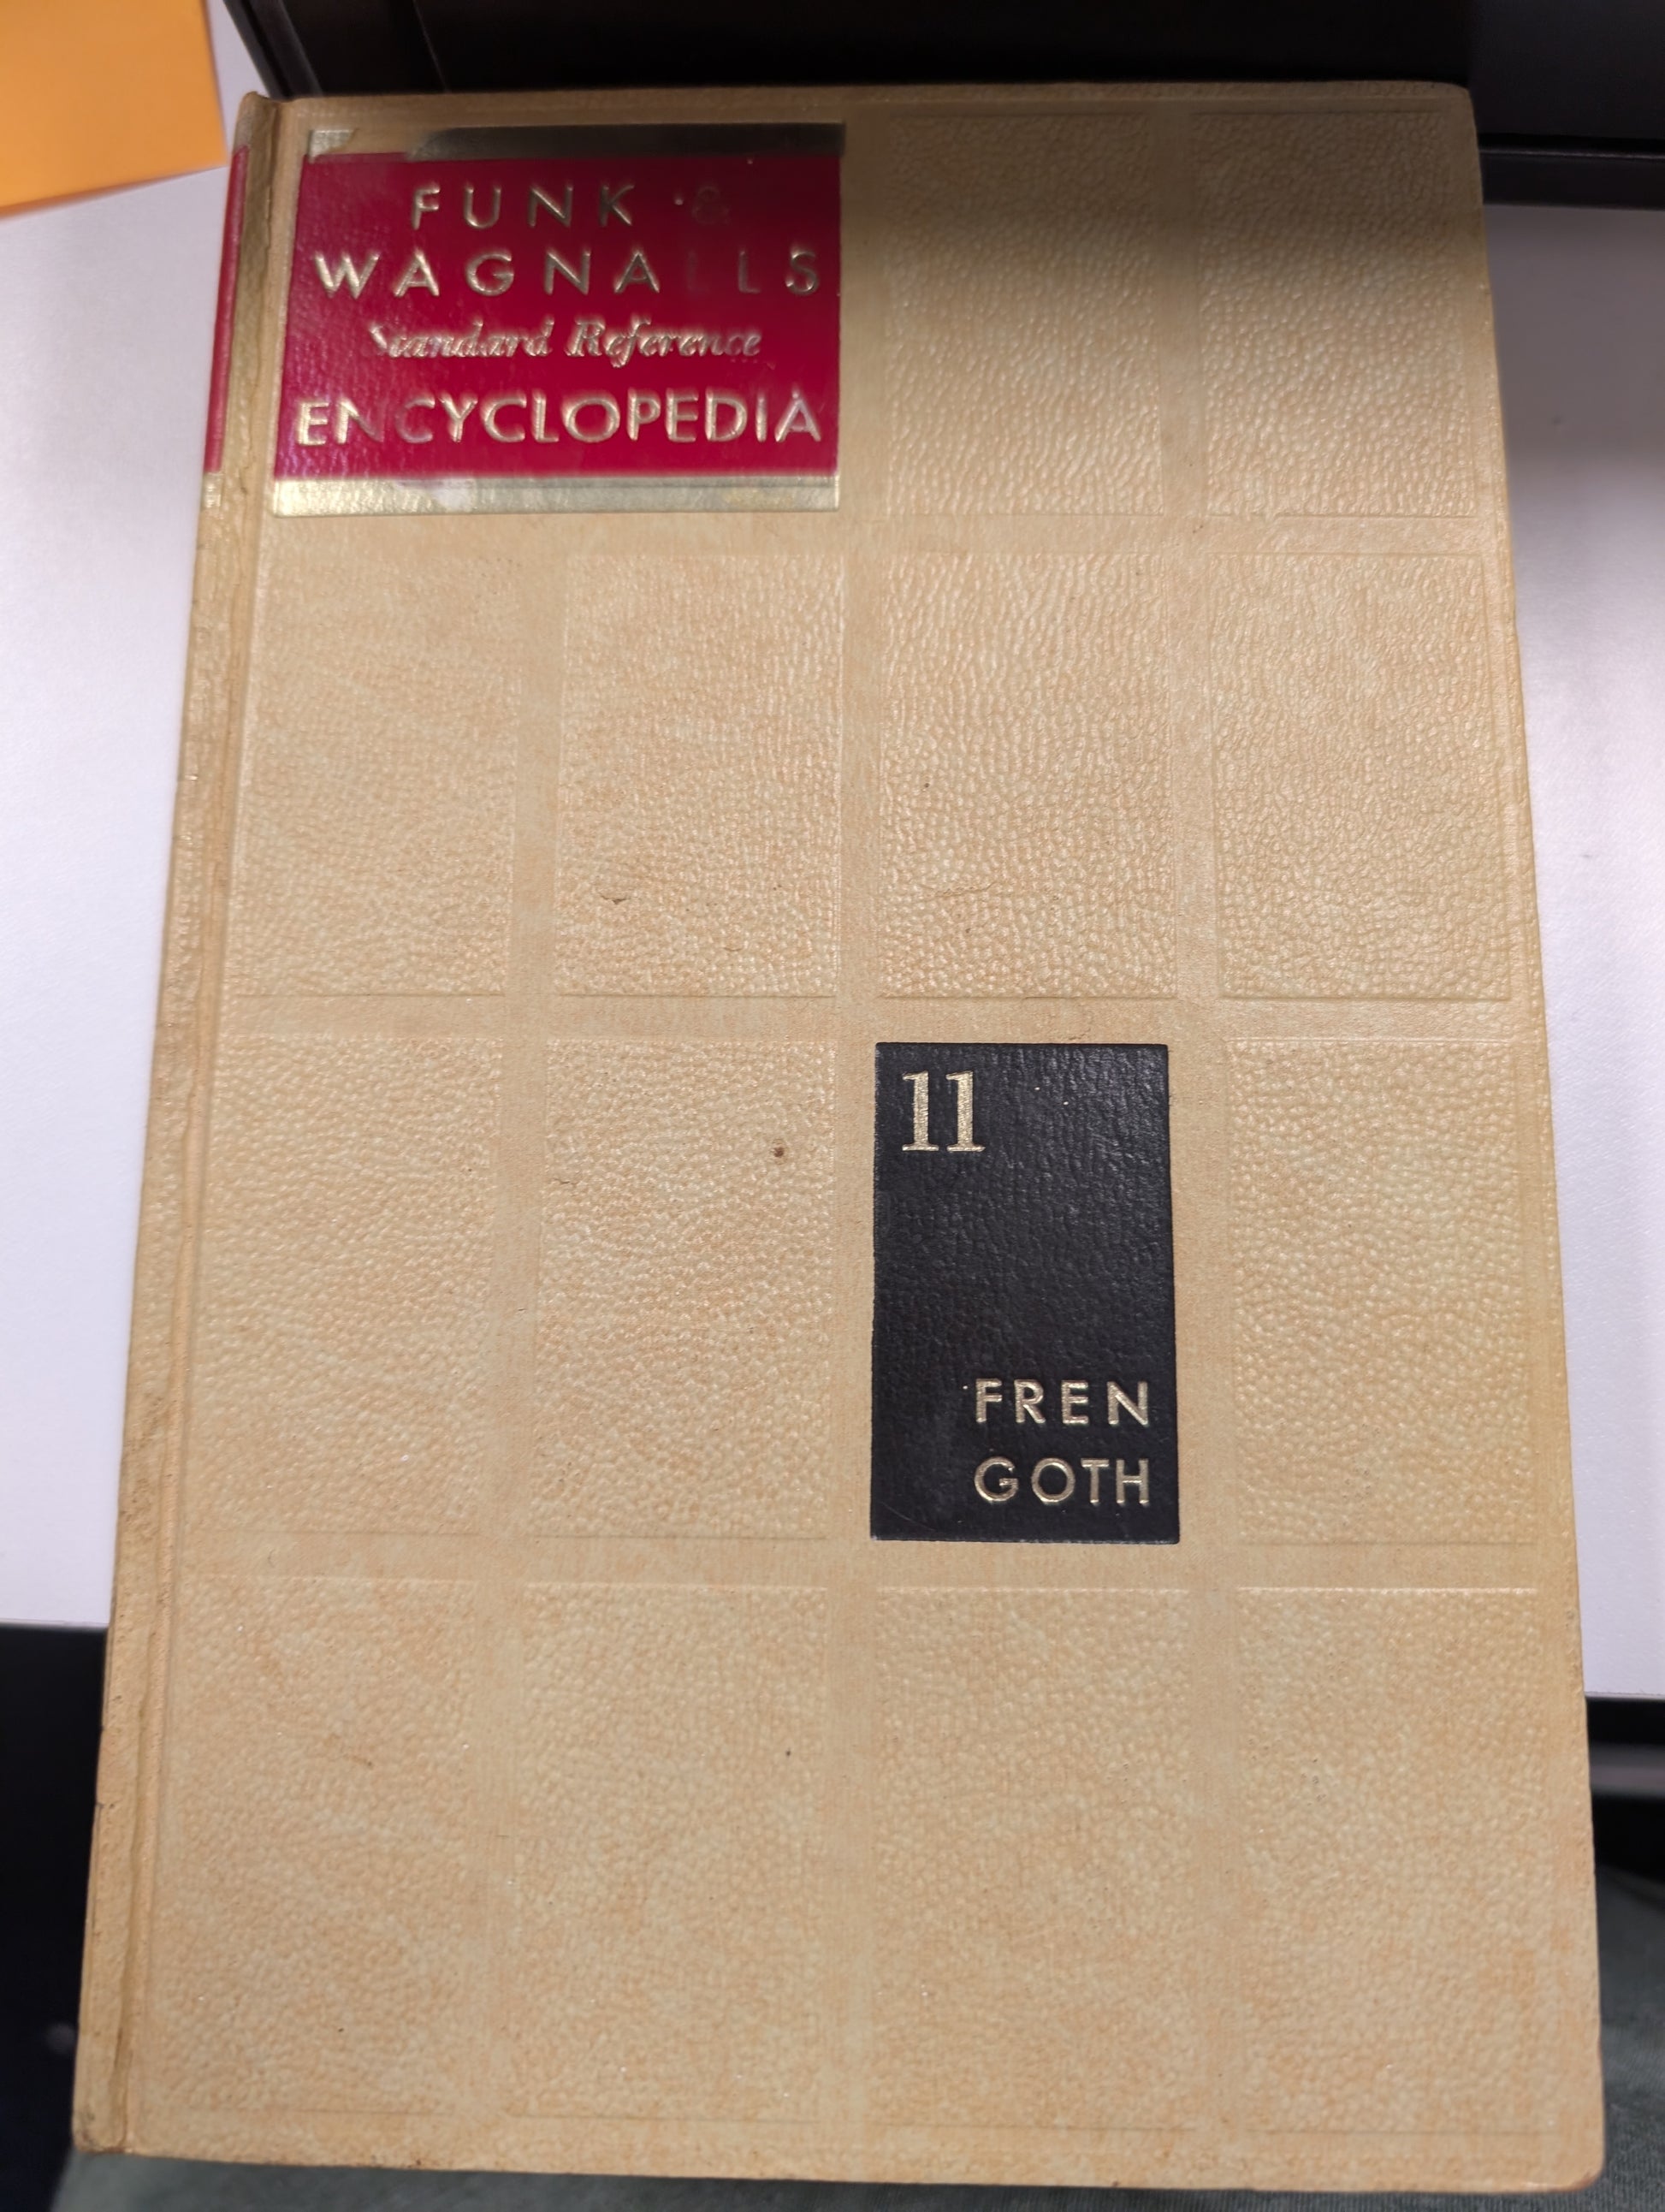 FUNK &
WAGNALLS
Standard Reference
ENCYCLOPEDIA
11
FREN
GOTH